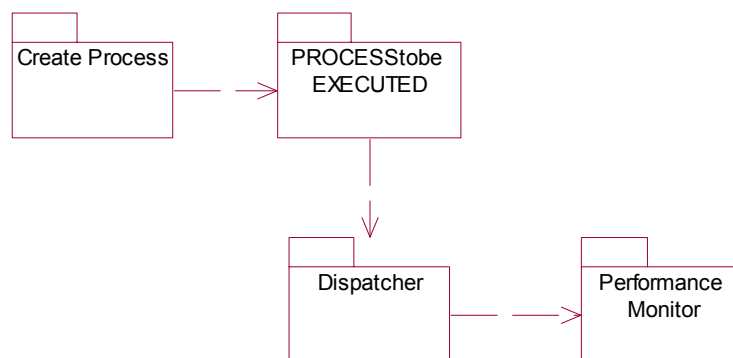 Create Process
PROCESStobe
EXECUTED
Dispatcher
Performance
Monitor